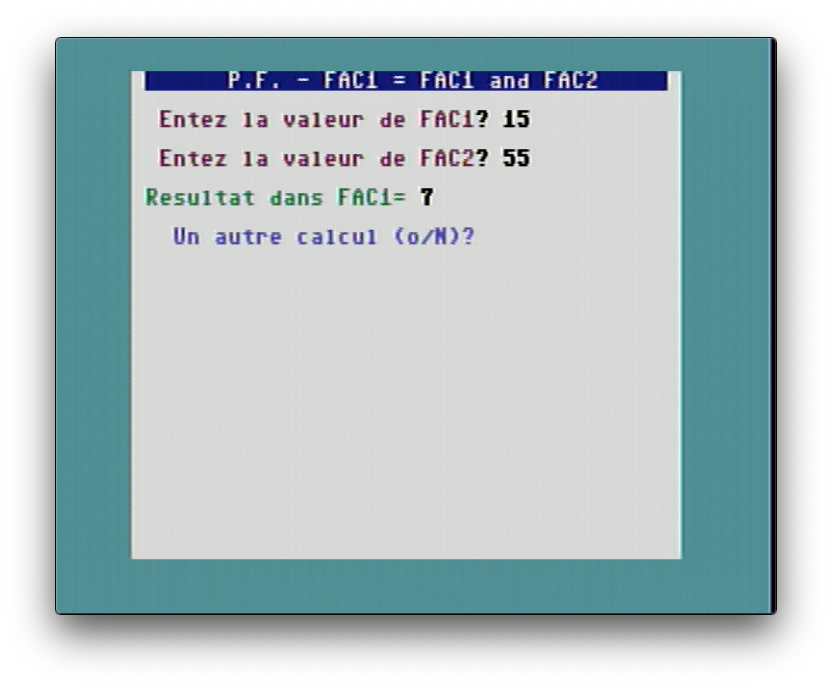 P.F. - FAC1 = FAC1 and FAC2
Entez la valeur de FAC1? 15
Entez la valeur de FAC2? 55
Resultat dans FAC1= 7
Un autre calcul (o/N)?